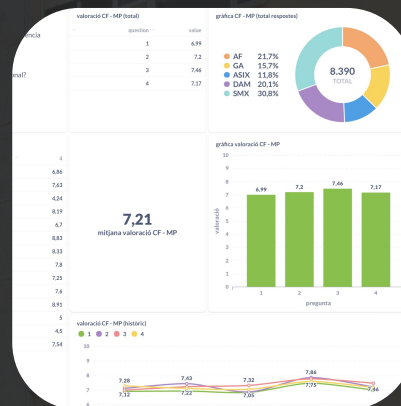 valoració CF - MP (total)
question value
1 6,99
2 7,2
3 7,46
4 7,17
gràfica CF - MP (total respostes)
AF 21,7%
GA 15,7%
ASIX 11,8%
DAM 20,1%
SMX 30,8%
8.390
TOTAL
onal?
4
6,86
7,63
4,24
8,19
6,7
8,83
8,33
7,8
7,25
7,6
8,91
5
4,5
7,54
7,21
mitjana valoració CF - MP
gràfica valoració CF - MP
valoració
10
9
8
7
6
5
4
3
2
1
0
6,99 7,2 7,46 7,17
1 2 3 4
pregunta
valoració CF - MP (històric)
1 2 3 4
10
9
8
7
6
7,28 7,43 7,32 7,86
7,12 7,22 7,05 7,75 7,46